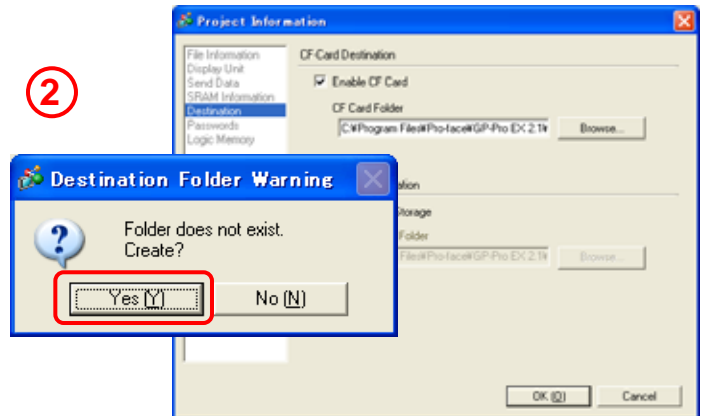 Project Information
File Information
Display Unit
Send Data
SRAM Information
Destination
Passwords
Logic Memory
CF-Card Destination
Enable CF Card
CF Card Folder
C:¥Program Files¥Pro-face¥GP-Pro EX 2.1¥
Browse...
②
Destination Folder Warning
Folder does not exist.
Create?
Yes (Y)
No (N)
ation
Storage
Folder
Files¥Pro-face¥GP-Pro EX 2.1¥
Browse...
OK (O)
Cancel